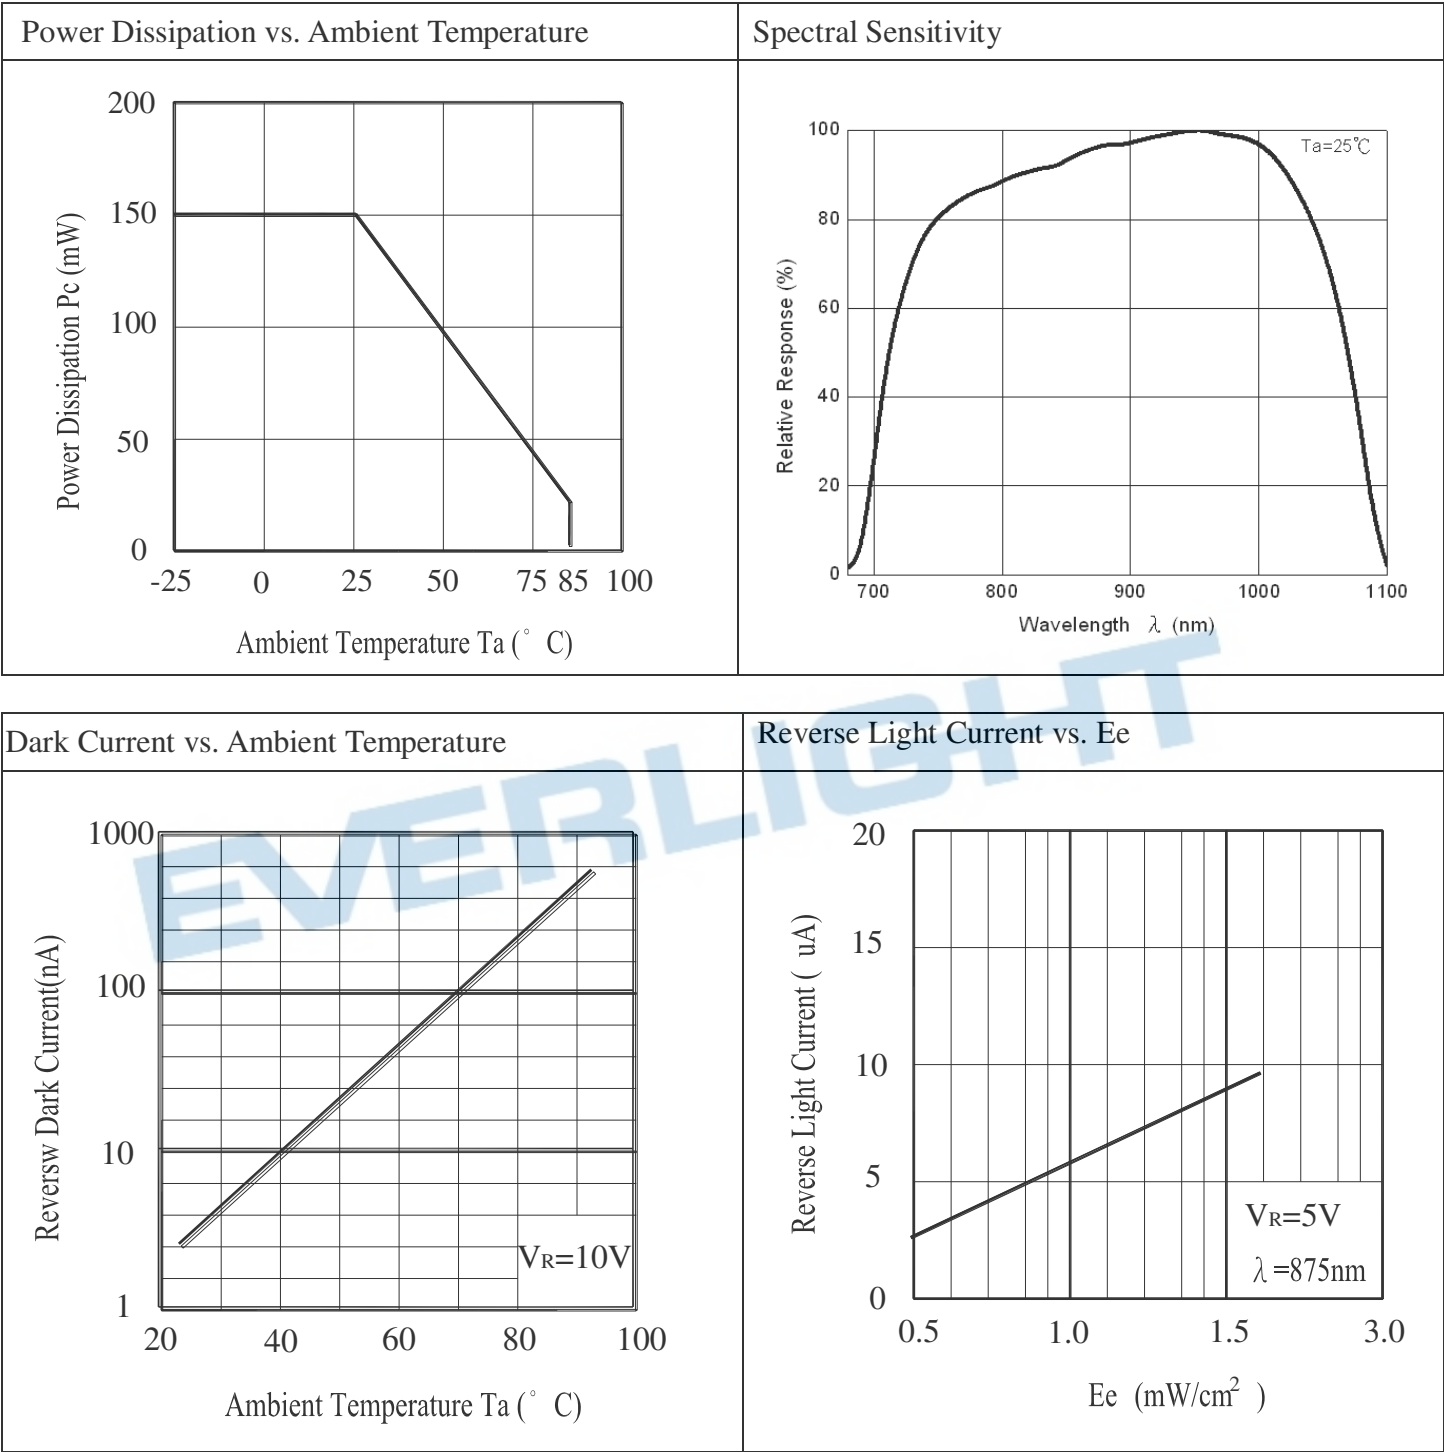 Power Dissipation vs. Ambient Temperature
200
150
100
50
0
-25 0 25 50 75 85 100
Power Dissipation Pc (mW)
Ambient Temperature Ta ( ° C)
Spectral Sensitivity
100
80
60
40
20
0
700 800 900 1000 1100
Ta=25℃
Relative Response (%)
Wavelength λ (nm)
EVERLIGHT
Dark Current vs. Ambient Temperature
1000
100
10
1
20 40 60 80 100
Reversw Dark Current(nA)
VR=10V
Ambient Temperature Ta ( ° C)
Reverse Light Current vs. Ee
20
15
10
5
0
0.5 1.0 1.5 3.0
Reverse Light Current ( uA)
VR=5V
λ =875nm
Ee (mW/cm² )